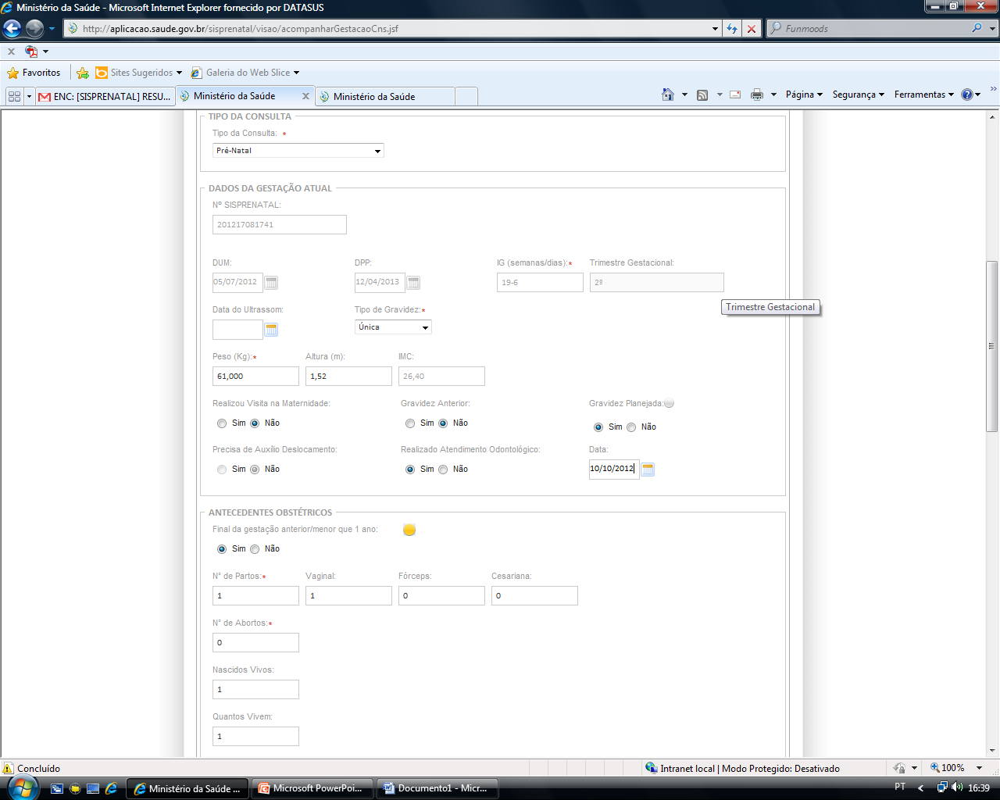 Ministério da Saúde - Microsoft Internet Explorer fornecido por DATASUS
http://aplicacao.saude.gov.br/sisprenatal/visao/acompanharGestacaoCns.jsf
Funmoods
Favoritos Sites Sugeridos Galeria do Web Slice
ENC: [SISPRENATAL] RESU... Ministério da Saúde Ministério da Saúde Página Segurança Ferramentas
TIPO DA CONSULTA
Tipo da Consulta: *
Pré-Natal
DADOS DA GESTAÇÃO ATUAL
Nº SISPRENATAL:
201217081741
DUM: DPP: IG (semanas/dias):* Trimestre Gestacional:
05/07/2012 12/04/2013 19-6 2º
Trimestre Gestacional
Data do Ultrassom: Tipo de Gravidez:*
Única
Peso (Kg):* Altura (m): IMC:
61,000 1,52 26,40
Realizou Visita na Maternidade: Gravidez Anterior: Gravidez Planejada:
Sim Não Sim Não Sim Não
Precisa de Auxílio Deslocamento: Realizado Atendimento Odontológico: Data:
Sim Não Sim Não 10/10/2012
ANTECEDENTES OBSTÉTRICOS
Final da gestação anterior/menor que 1 ano:
Sim Não
N° de Partos:* Vaginal: Fórceps: Cesariana:
1 1 0 0
N° de Abortos:*
0
Nascidos Vivos:
1
Quantos Vivem:
1
Concluído Intranet local | Modo Protegido: Desativado 100%
Ministério da Saúde ... Microsoft PowerPoi... Documento1 - Micr... PT 16:39